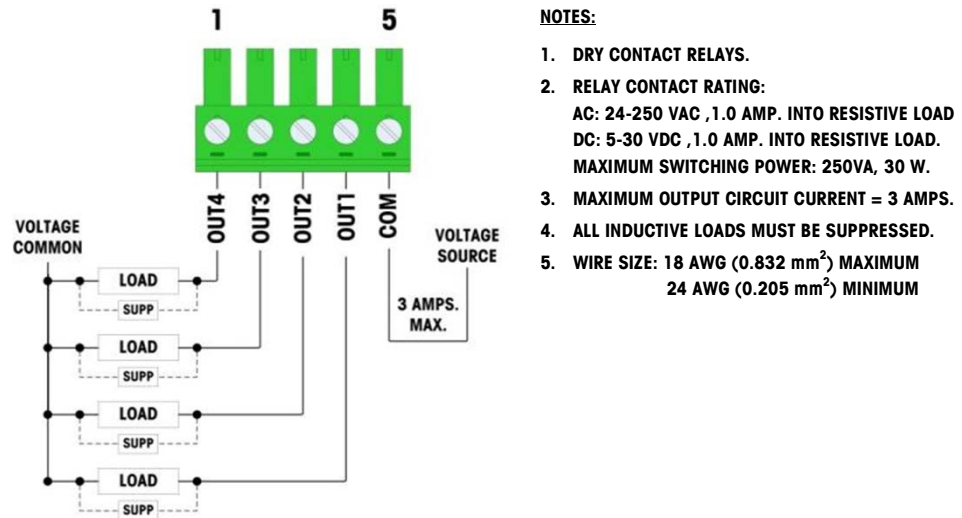 1 5
OUT4 OUT3 OUT2 OUT1 COM
VOLTAGE
COMMON
VOLTAGE
SOURCE
3 AMPS.
MAX.
LOAD
SUPP
LOAD
SUPP
LOAD
SUPP
LOAD
SUPP
NOTES:
1. DRY CONTACT RELAYS.
2. RELAY CONTACT RATING:
AC: 24-250 VAC ,1.0 AMP. INTO RESISTIVE LOAD
DC: 5-30 VDC ,1.0 AMP. INTO RESISTIVE LOAD.
MAXIMUM SWITCHING POWER: 250VA, 30 W.
3. MAXIMUM OUTPUT CIRCUIT CURRENT = 3 AMPS.
4. ALL INDUCTIVE LOADS MUST BE SUPPRESSED.
5. WIRE SIZE: 18 AWG (0.832 mm²) MAXIMUM
24 AWG (0.205 mm²) MINIMUM